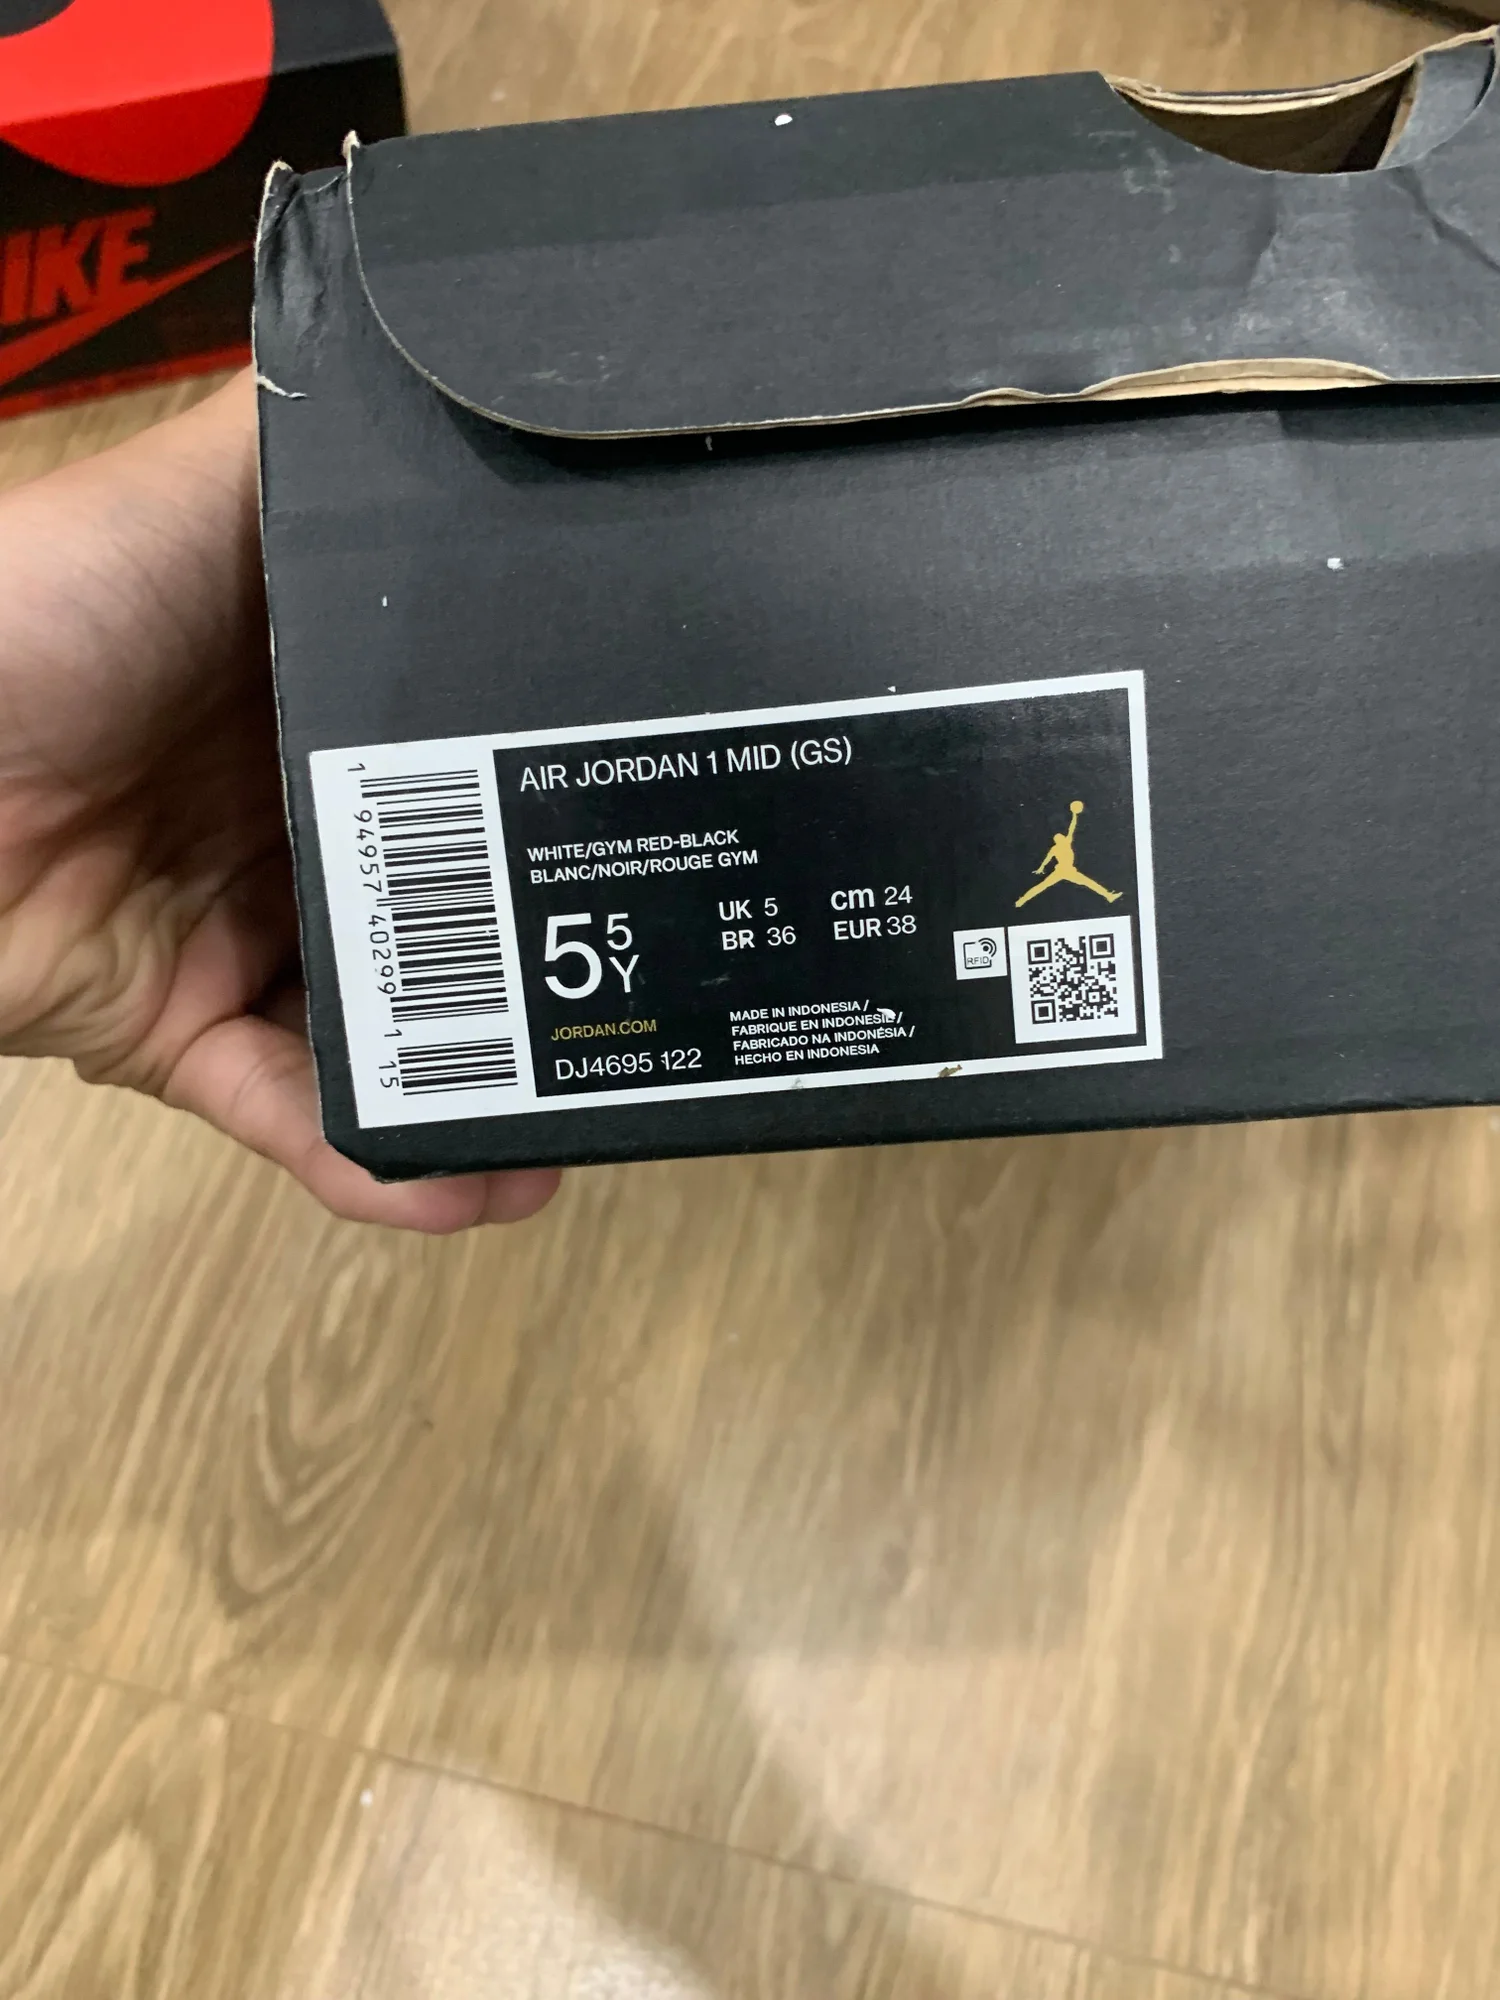 NIKE
AIR JORDAN 1 MID (GS)
WHITE/GYM RED-BLACK
BLANC/NOIR/ROUGE GYM
5 5 Y
UK 5
cm 24
BR 36
EUR 38
RFID
JORDAN.COM
DJ4695 122
MADE IN INDONESIA /
FABRIQUE EN INDONESIE /
FABRICADO NA INDONÉSIA /
HECHO EN INDONESIA
1 94957 40299 1 15